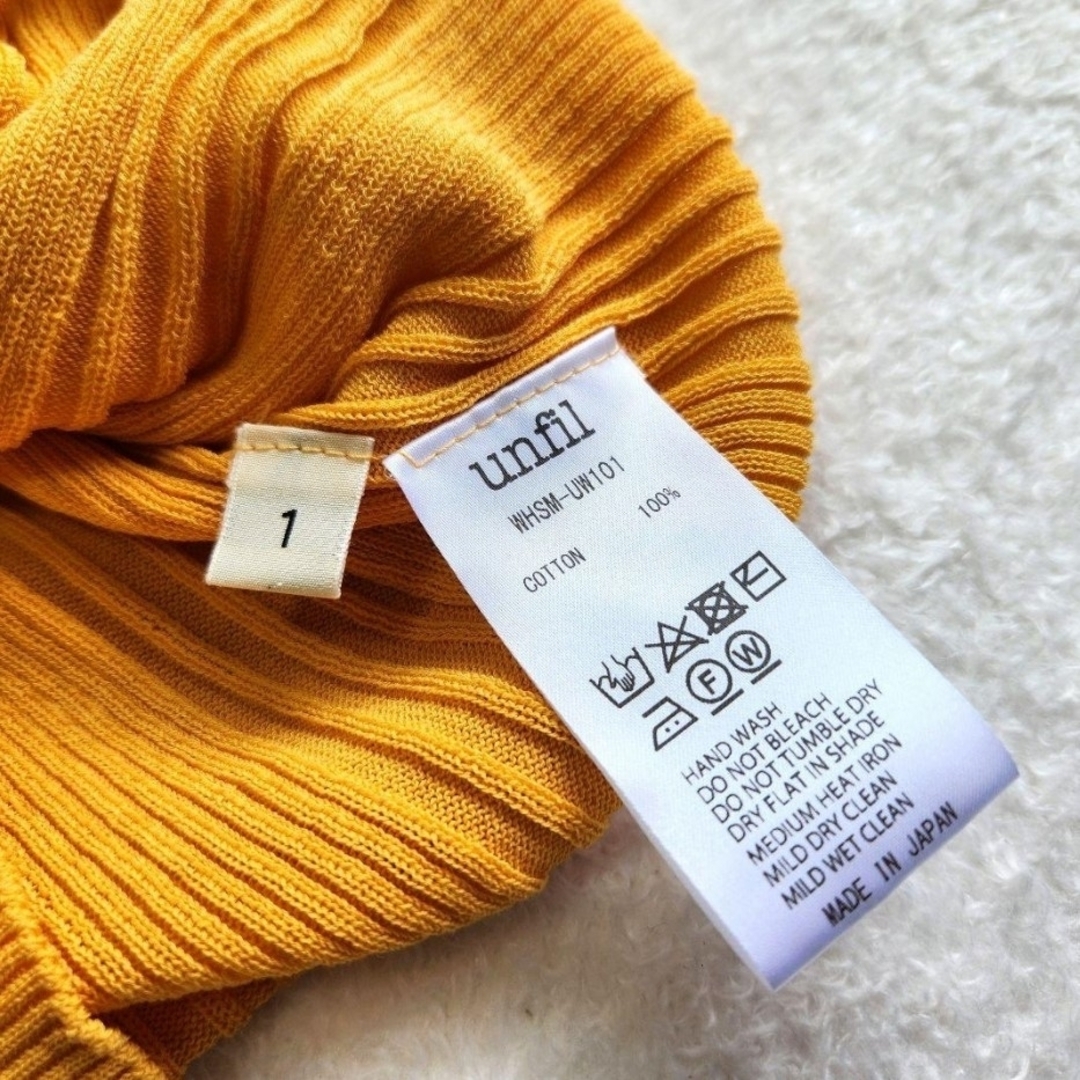 1
unfil
WHSM-UW101
100%
COTTON
F W
HAND WASH
DO NOT BLEACH
DO NOT TUMBLE DRY
DRY FLAT IN SHADE
MEDIUM HEAT IRON
MILD DRY CLEAN
MILD WET CLEAN
MADE IN JAPAN